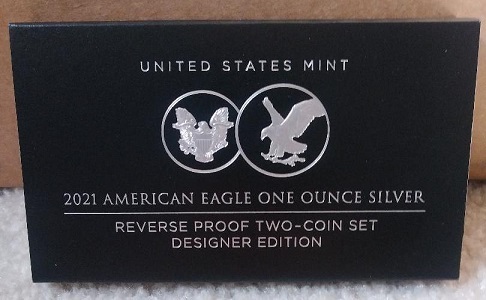 UNITED STATES MINT
2021 AMERICAN EAGLE ONE OUNCE SILVER
REVERSE PROOF TWO-COIN SET
DESIGNER EDITION